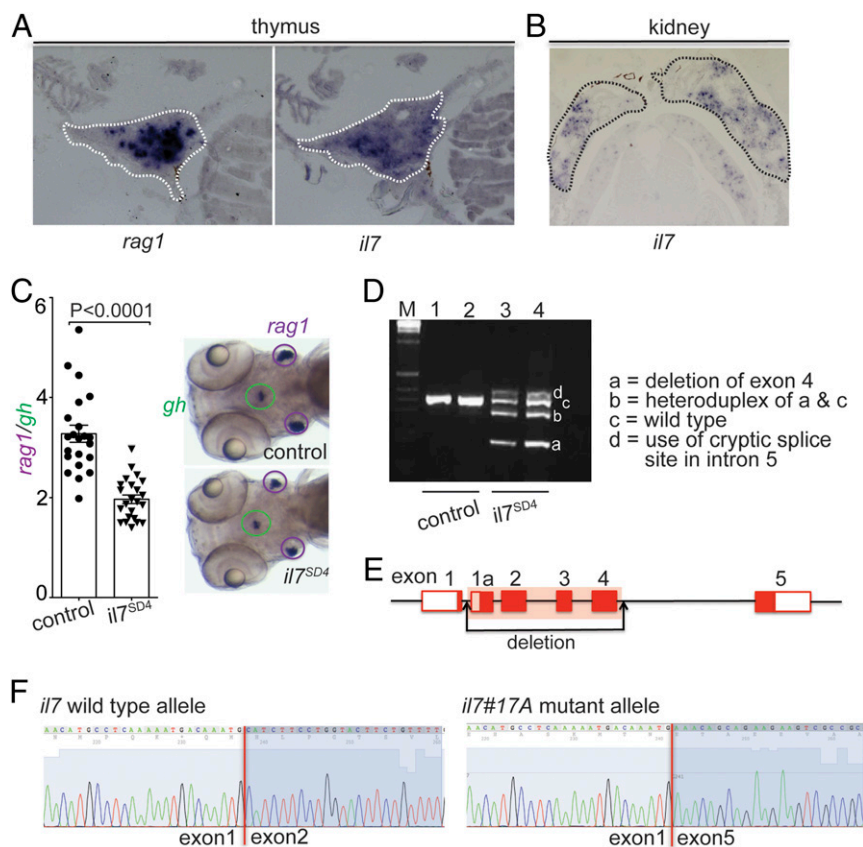 A
thymus
rag1
il7
B
kidney
il7
C
6
4
2
0
rag1/gh
P<0.0001
control
il7SD4
rag1
gh
control
il7SD4
D
M 1 2 3 4
d
c
b
a
control
il7SD4
a = deletion of exon 4
b = heteroduplex of a & c
c = wild type
d = use of cryptic splice
site in intron 5
E
exon 1 1a 2 3 4 5
deletion
F
il7 wild type allele
AACATGCCTCAAAAATGACAAATGCATCTTCCTGGTACTTCTGTTTTG
exon1 exon2
il7#17A mutant allele
exon1 exon5